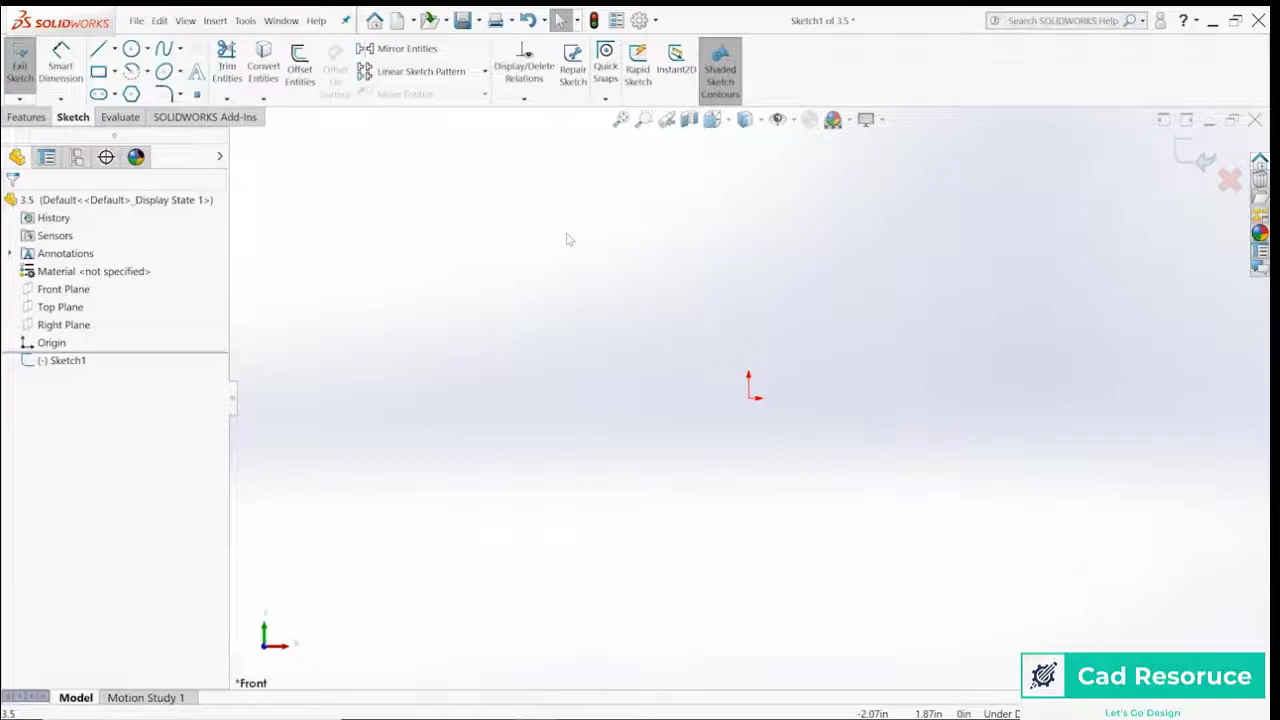 SOLIDWORKS
File
Edit
View
Insert
Tools
Window
Help
Sketch1 of 3.5 *
Search SOLIDWORKS Help
Exit Sketch
Smart Dimension
Trim Entities
Convert Entities
Offset Entities
Offset On Surface
Mirror Entities
Linear Sketch Pattern
Move Entities
Display/Delete Relations
Repair Sketch
Quick Snaps
Rapid Sketch
Instant2D
Shaded Sketch Contours
Features
Sketch
Evaluate
SOLIDWORKS Add-Ins
3.5 (Default<<Default>_Display State 1>)
History
Sensors
Annotations
Material <not specified>
Front Plane
Top Plane
Right Plane
Origin
(-) Sketch1
*Front
Model
Motion Study 1
3.5
-2.07in
1.87in
0in
Under D
Cad Resoruce
Let's Go Design